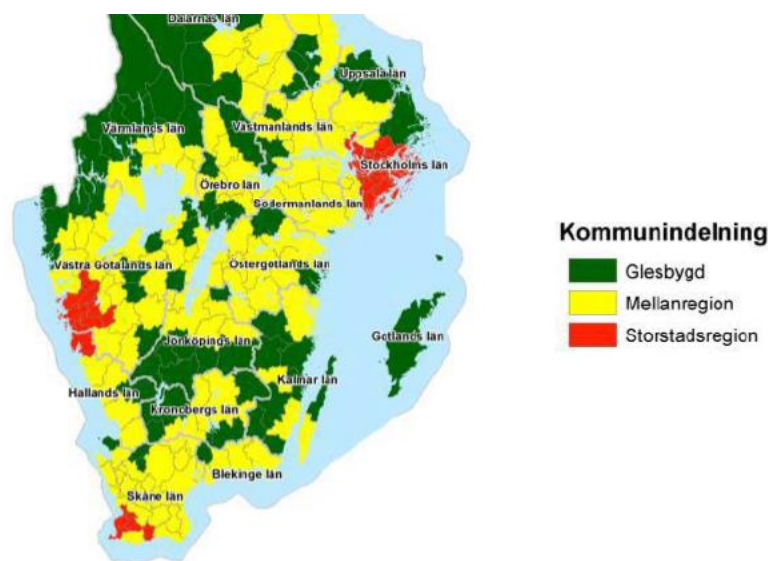 Dalarnas län
Uppsala län
Värmlands län
Västmanlands län
Stockholms län
Örebro län
Södermanlands län
Västra Götalands län
Östergötlands län
Gotlands län
Jönköpings län
Kalmar län
Hallands län
Kronobergs län
Blekinge län
Skåne län
Kommunindelning
Glesbygd
Mellanregion
Storstadsregion